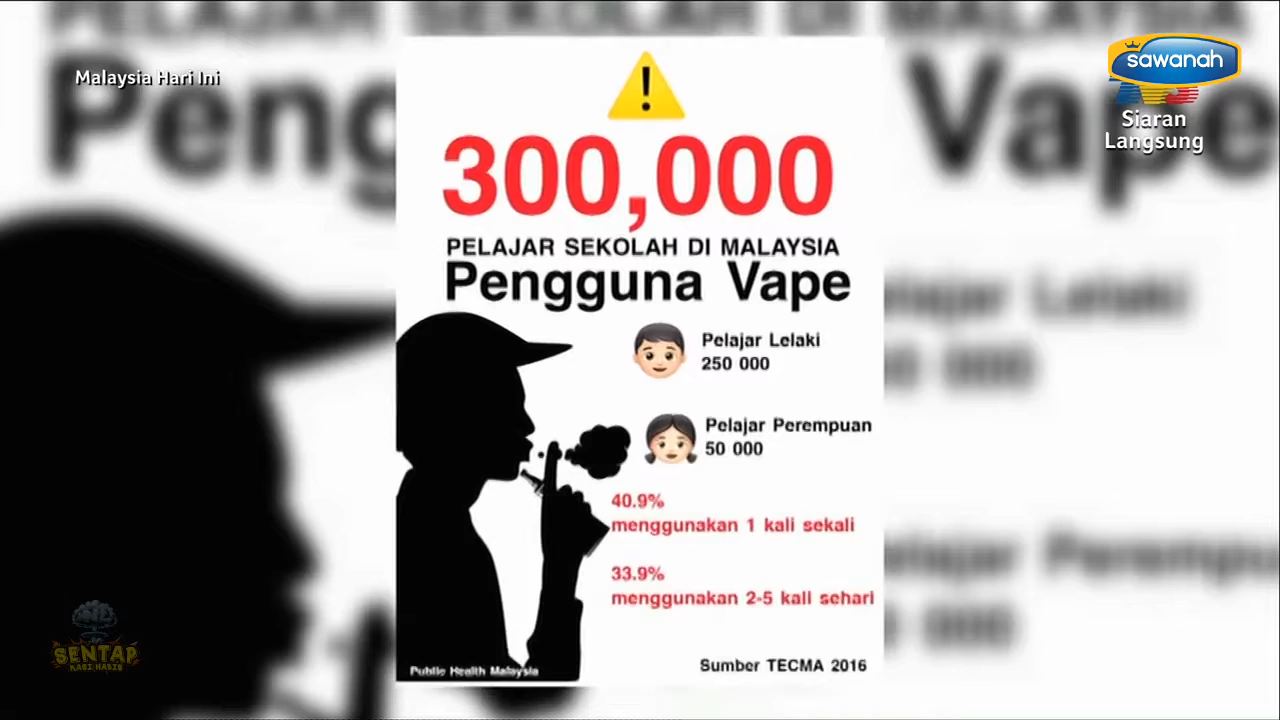 Malaysia Hari Ini
sawanah
Siaran
Langsung
300,000
PELAJAR SEKOLAH DI MALAYSIA
Pengguna Vape
Pelajar Lelaki
250 000
Pelajar Perempuan
50 000
40.9%
menggunakan 1 kali sekali
33.9%
menggunakan 2-5 kali sehari
Public Health Malaysia
Sumber TECMA 2016
SENTAP
KASI HABIS